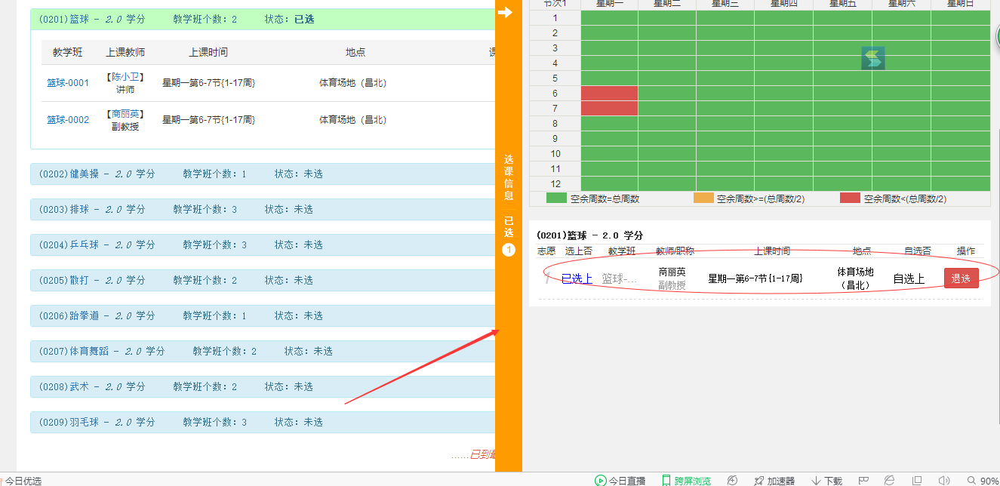 (0201)篮球 - 2.0 学分 教学班个数: 2 状态: 已选
教学班 上课教师 上课时间 地点
篮球-0001 【陈小卫】 讲师 星期一第6-7节{1-17周} 体育场地（昌北）
篮球-0002 【商丽英】 副教授 星期一第6-7节{1-17周} 体育场地（昌北）
(0202)健美操 - 2.0 学分 教学班个数: 1 状态: 未选
(0203)排球 - 2.0 学分 教学班个数: 3 状态: 未选
(0204)乒乓球 - 2.0 学分 教学班个数: 3 状态: 未选
(0205)散打 - 2.0 学分 教学班个数: 2 状态: 未选
(0206)跆拳道 - 2.0 学分 教学班个数: 1 状态: 未选
(0207)体育舞蹈 - 2.0 学分 教学班个数: 2 状态: 未选
(0208)武术 - 2.0 学分 教学班个数: 2 状态: 未选
(0209)羽毛球 - 2.0 学分 教学班个数: 3 状态: 未选
......已到最
选课信息 已选 1
节次1 星期一 星期二 星期三 星期四 星期五 星期六 星期日
1
2
3
4
5
6
7
8
9
10
11
12
空余周数=总周数 空余周数>=(总周数/2) 空余周数<(总周数/2)
(0201)篮球 - 2.0 学分
志愿 选上否 教学班 教师/职称 上课时间 地点 自选否 操作
1 已选上 篮球-... 商丽英 副教授 星期一第6-7节{1-17周} 体育场地（昌北） 自选上 退选
今日优选 今日直播 跨屏浏览 加速器 下载 90%